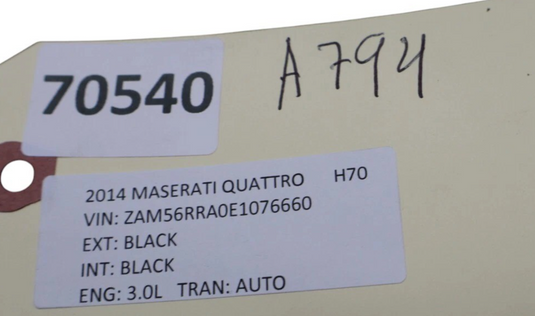 70540
A794
2014 MASERATI QUATTRO H70
VIN: ZAM56RRA0E1076660
EXT: BLACK
INT: BLACK
ENG: 3.0L TRAN: AUTO